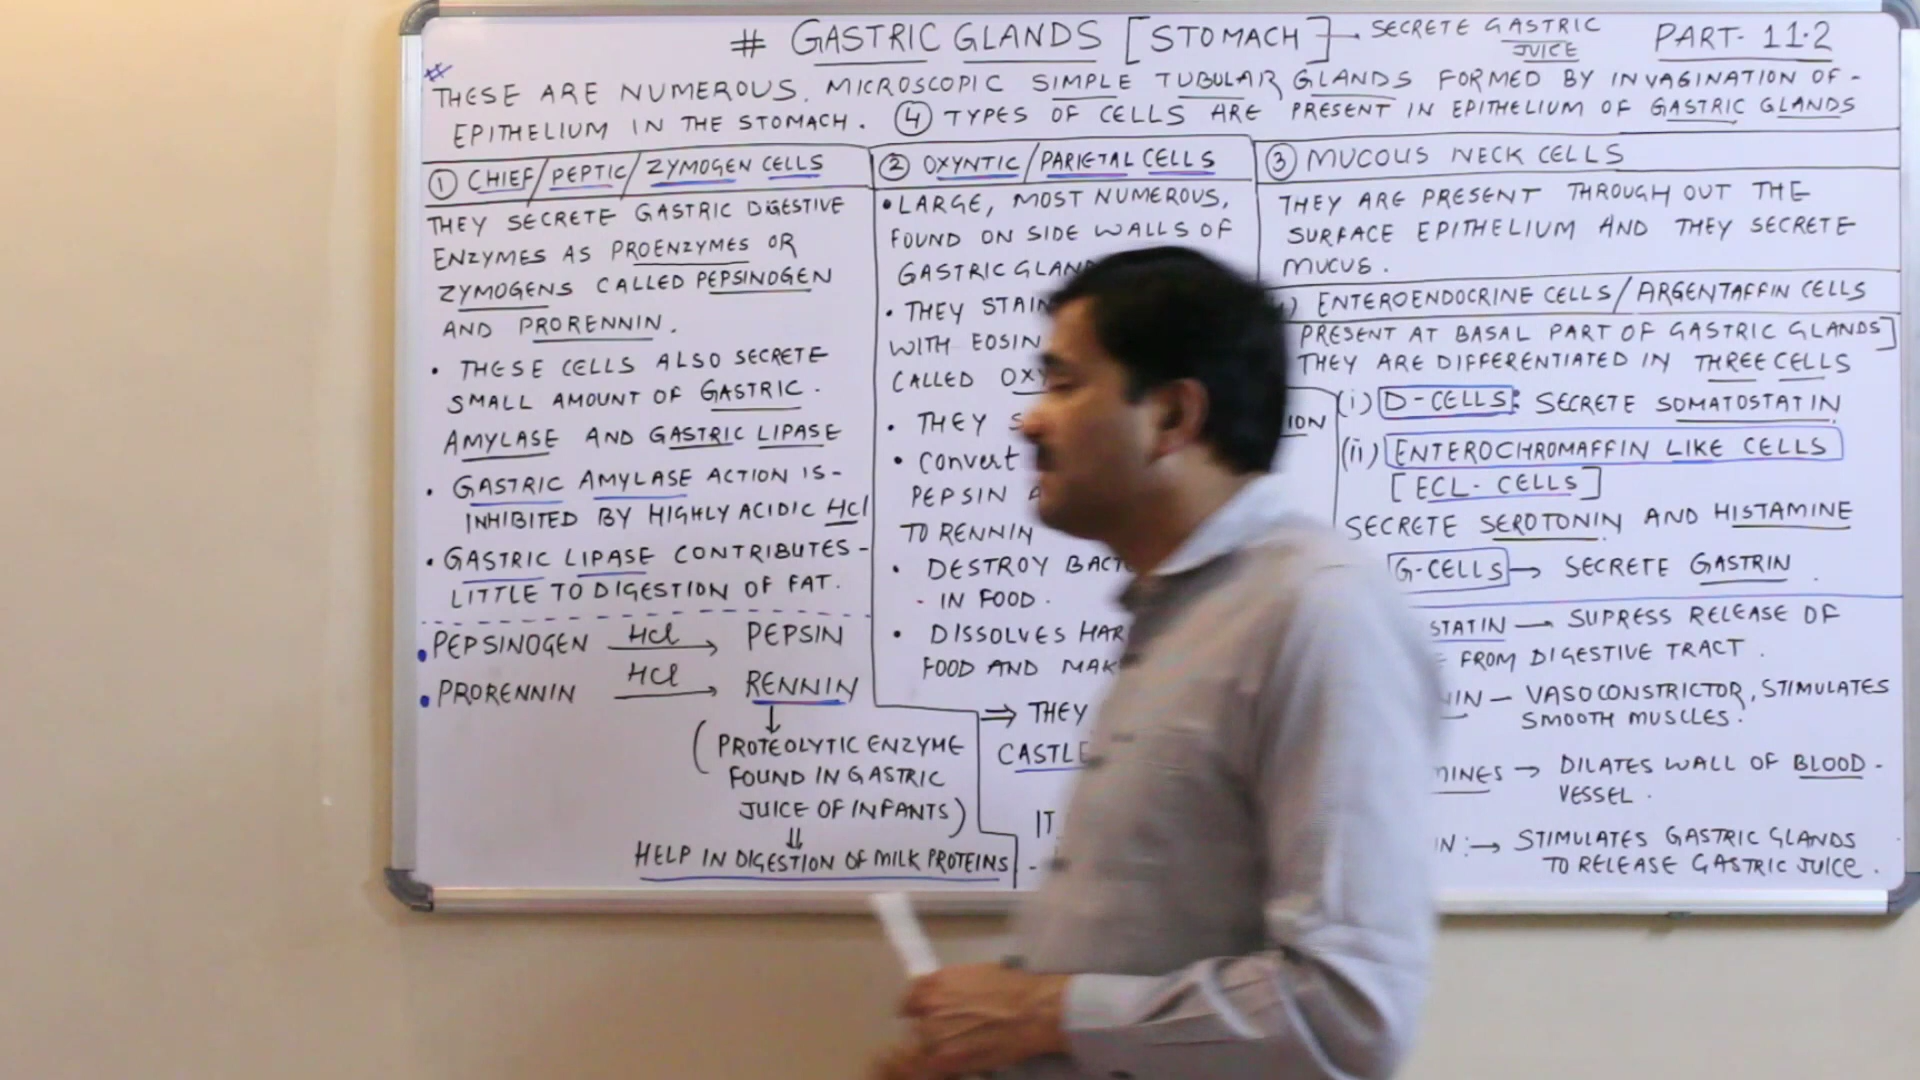 # GASTRIC GLANDS [STOMACH] → SECRETE GASTRIC JUICE
PART- 11.2
THESE ARE NUMEROUS, MICROSCOPIC SIMPLE TUBULAR GLANDS FORMED BY INVAGINATION OF -
EPITHELIUM IN THE STOMACH. ④ TYPES OF CELLS ARE PRESENT IN EPITHELIUM OF GASTRIC GLANDS
① CHIEF/PEPTIC/ZYMOGEN CELLS
THEY SECRETE GASTRIC DIGESTIVE
ENZYMES AS PROENZYMES OR
ZYMOGENS CALLED PEPSINOGEN
AND PRORENNIN.
• THESE CELLS ALSO SECRETE
SMALL AMOUNT OF GASTRIC.
AMYLASE AND GASTRIC LIPASE
• GASTRIC AMYLASE ACTION IS-
INHIBITED BY HIGHLY ACIDIC HCl
• GASTRIC LIPASE CONTRIBUTES -
LITTLE TO DIGESTION OF FAT.
• PEPSINOGEN HCl → PEPSIN
• PRORENNIN HCl → RENNIN
↓
(PROTEOLYTIC ENZYME
FOUND IN GASTRIC
JUICE OF INFANTS)
⇓
HELP IN DIGESTION OF MILK PROTEINS
② OXYNTIC/PARIETAL CELLS
• LARGE, MOST NUMEROUS,
FOUND ON SIDE WALLS OF
GASTRIC
• THEY STAIN
WITH EOSIN
CALLED
• THEY
• Convert
PEPSIN
TO RENNIN
• DESTROY
- IN FOOD.
• DISSOLVES
FOOD AND
⇒ THEY
CASTLE
IT
③ MUCOUS NECK CELLS
THEY ARE PRESENT THROUGH OUT THE
SURFACE EPITHELIUM AND THEY SECRETE
MUCUS.
) ENTEROENDOCRINE CELLS/ARGENTAFFIN CELLS
PRESENT AT BASAL PART OF GASTRIC GLANDS]
THEY ARE DIFFERENTIATED IN THREE CELLS
(i) D-CELLS: SECRETE SOMATOSTATIN
(ii) ENTEROCHROMAFFIN LIKE CELLS
[ECL- CELLS]
SECRETE SEROTONIN AND HISTAMINE
G-CELLS → SECRETE GASTRIN.
STATIN → SUPRESS RELEASE OF
FROM DIGESTIVE TRACT.
NIN - VASOCONSTRICTOR, STIMULATES
SMOOTH MUSCLES.
MINES → DILATES WALL OF BLOOD -
VESSEL.
IN: → STIMULATES GASTRIC GLANDS
TO RELEASE GASTRIC JUICE.